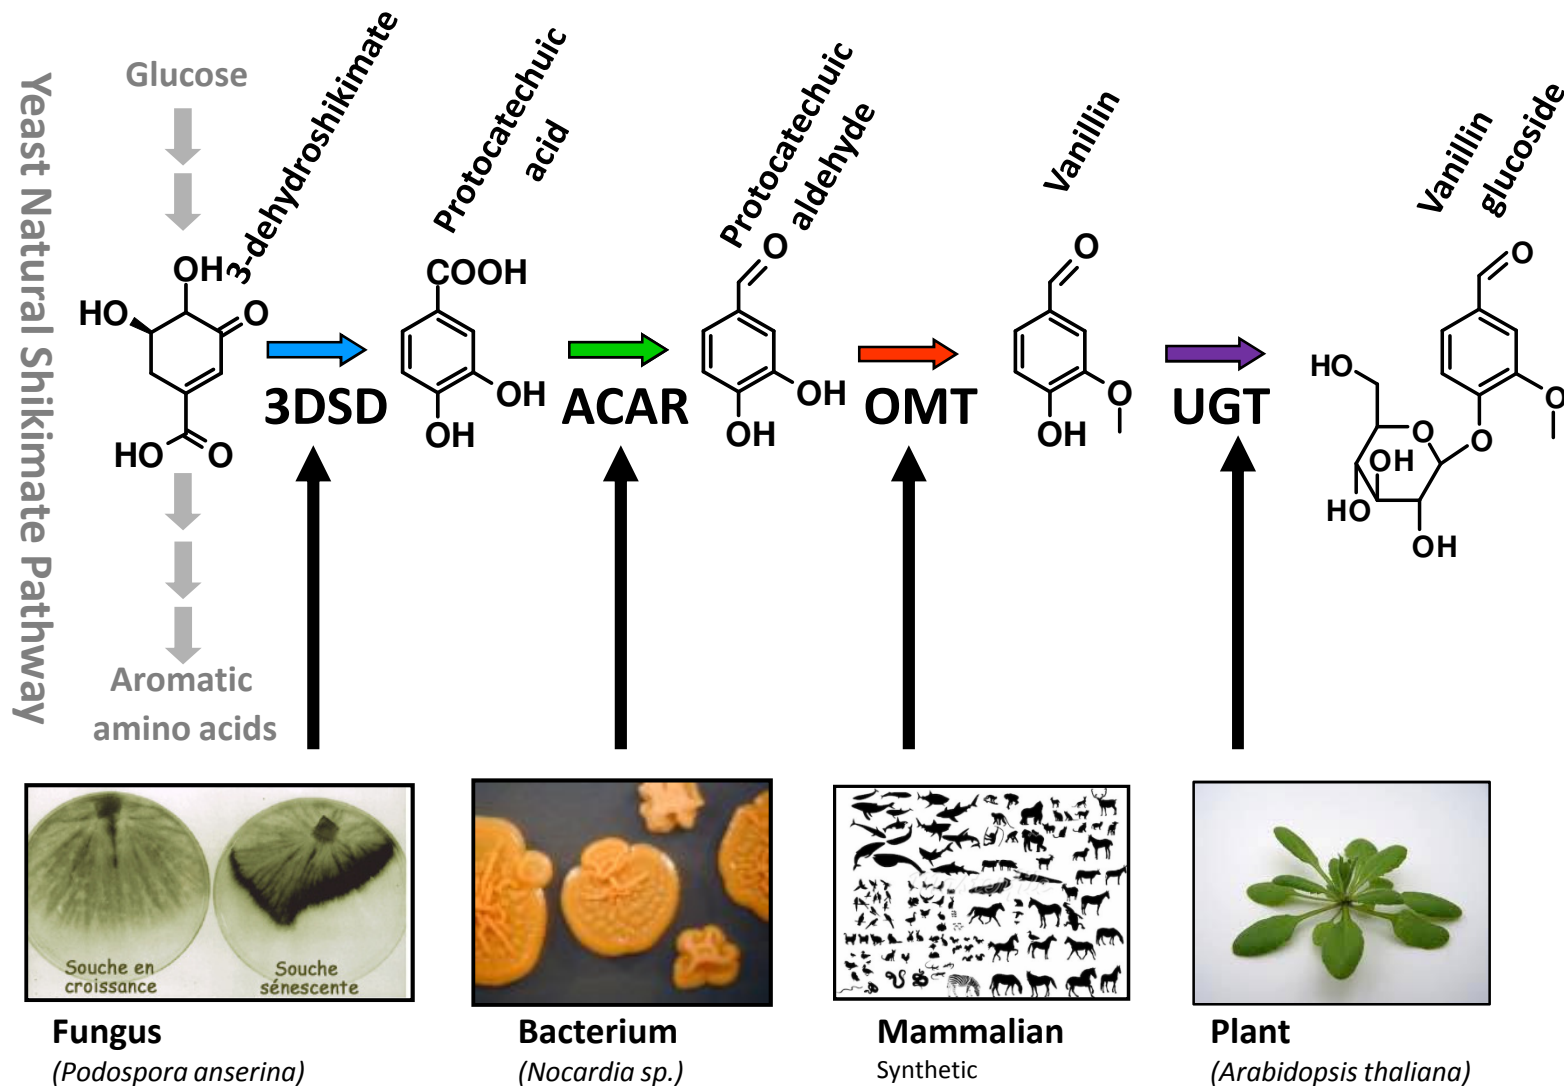 Yeast Natural Shikimate Pathway
Glucose
3-dehydroshikimate
Protocatechuic
acid
Protocatechuic
aldehyde
Vanillin
Vanillin
glucoside
OH
HO
O
HO
O
COOH
OH
OH
O
OH
OH
O
O
OH
O
O
O
O
HO
OH
HO
OH
3DSD
ACAR
OMT
UGT
Aromatic
amino acids
Souche en
croissance
Souche
sénescente
Fungus
(Podospora anserina)
Bacterium
(Nocardia sp.)
Mammalian
Synthetic
Plant
(Arabidopsis thaliana)